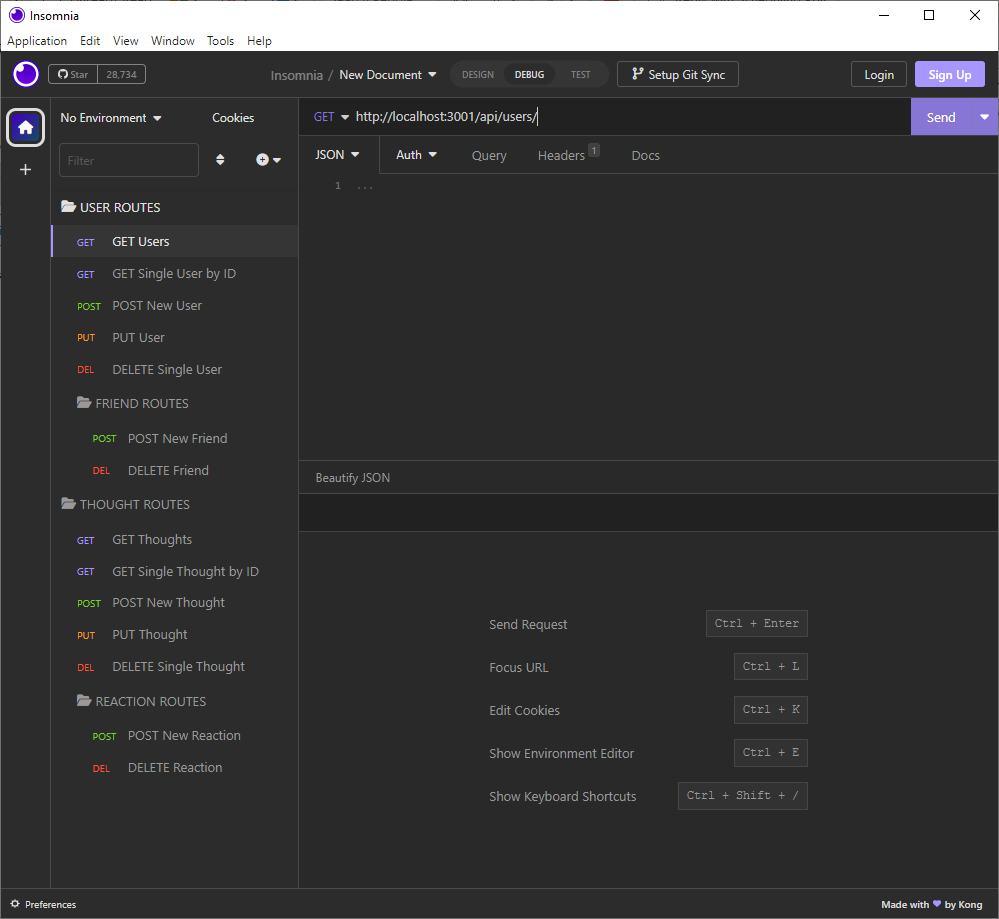 Insomnia
Application Edit View Window Tools Help
Star 28,734
Insomnia / New Document
DESIGN DEBUG TEST
Setup Git Sync
Login
Sign Up
No Environment
Cookies
Filter
USER ROUTES
GET GET Users
GET GET Single User by ID
POST POST New User
PUT PUT User
DEL DELETE Single User
FRIEND ROUTES
POST POST New Friend
DEL DELETE Friend
THOUGHT ROUTES
GET GET Thoughts
GET GET Single Thought by ID
POST POST New Thought
PUT PUT Thought
DEL DELETE Single Thought
REACTION ROUTES
POST POST New Reaction
DEL DELETE Reaction
GET http://localhost:3001/api/users/
Send
JSON Auth Query Headers 1 Docs
1 ...
Beautify JSON
Send Request Ctrl + Enter
Focus URL Ctrl + L
Edit Cookies Ctrl + K
Show Environment Editor Ctrl + E
Show Keyboard Shortcuts Ctrl + Shift + /
Preferences
Made with 💜 by Kong